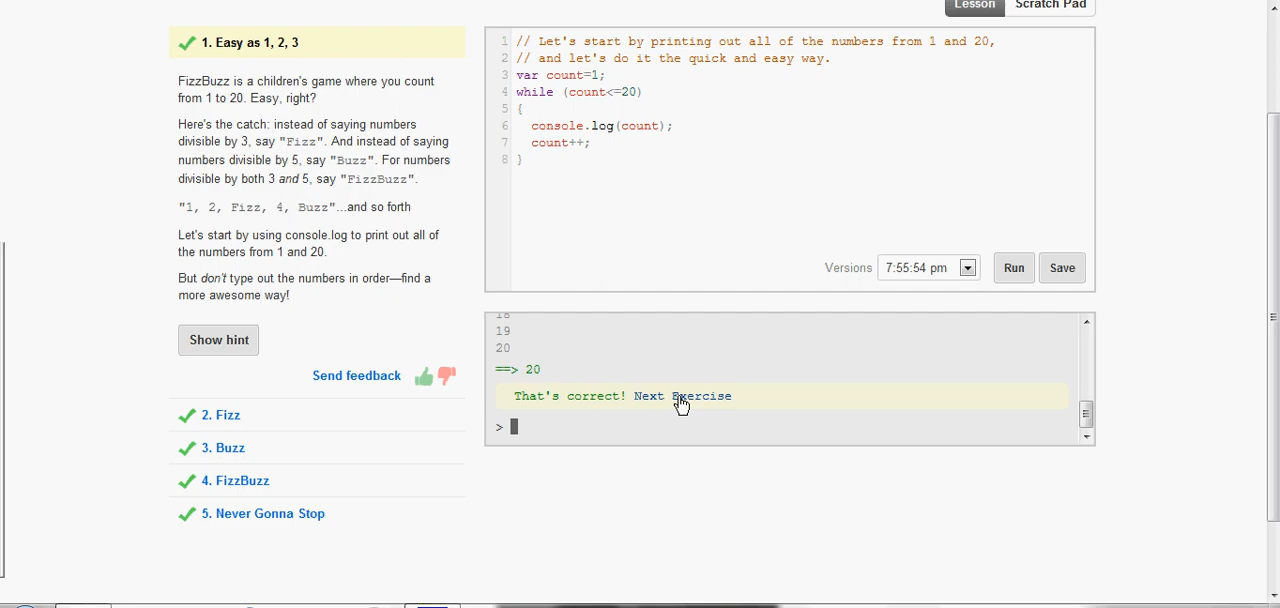 Lesson Scratch Pad
1. Easy as 1, 2, 3
FizzBuzz is a children's game where you count
from 1 to 20. Easy, right?
Here's the catch: instead of saying numbers
divisible by 3, say "Fizz". And instead of saying
numbers divisible by 5, say "Buzz". For numbers
divisible by both 3 and 5, say "FizzBuzz".
"1, 2, Fizz, 4, Buzz"...and so forth
Let's start by using console.log to print out all of
the numbers from 1 and 20.
But don't type out the numbers in order—find a
more awesome way!
Show hint
Send feedback
2. Fizz
3. Buzz
4. FizzBuzz
5. Never Gonna Stop
1 // Let's start by printing out all of the numbers from 1 and 20,
2 // and let's do it the quick and easy way.
3 var count=1;
4 while (count<=20)
5 {
6 console.log(count);
7 count++;
8 }
Versions 7:55:54 pm Run Save
18
19
20
==> 20
That's correct! Next Exercise
>